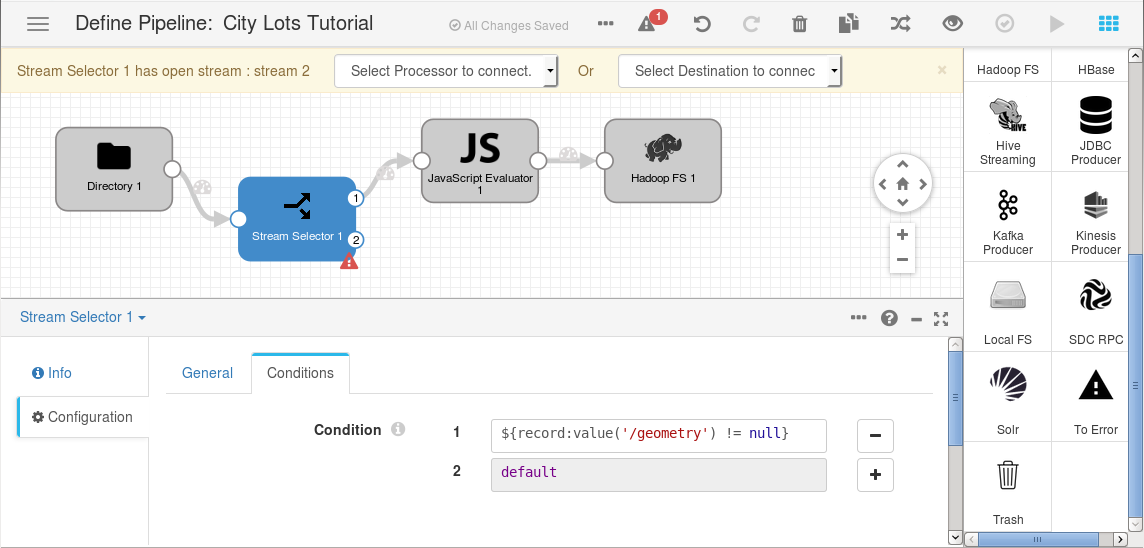 Define Pipeline: City Lots Tutorial
All Changes Saved
1
Stream Selector 1 has open stream : stream 2
Select Processor to connect.
Or
Select Destination to connec
×
Directory 1
Stream Selector 1
1
2
JS
JavaScript Evaluator
1
Hadoop FS 1
Hadoop FS
HBase
HIVE
Hive
Streaming
JDBC
Producer
Kafka
Producer
Kinesis
Producer
Local FS
SDC RPC
Solr
To Error
Trash
Stream Selector 1
Info
Configuration
General
Conditions
Condition
1
${record:value('/geometry') != null}
2
default